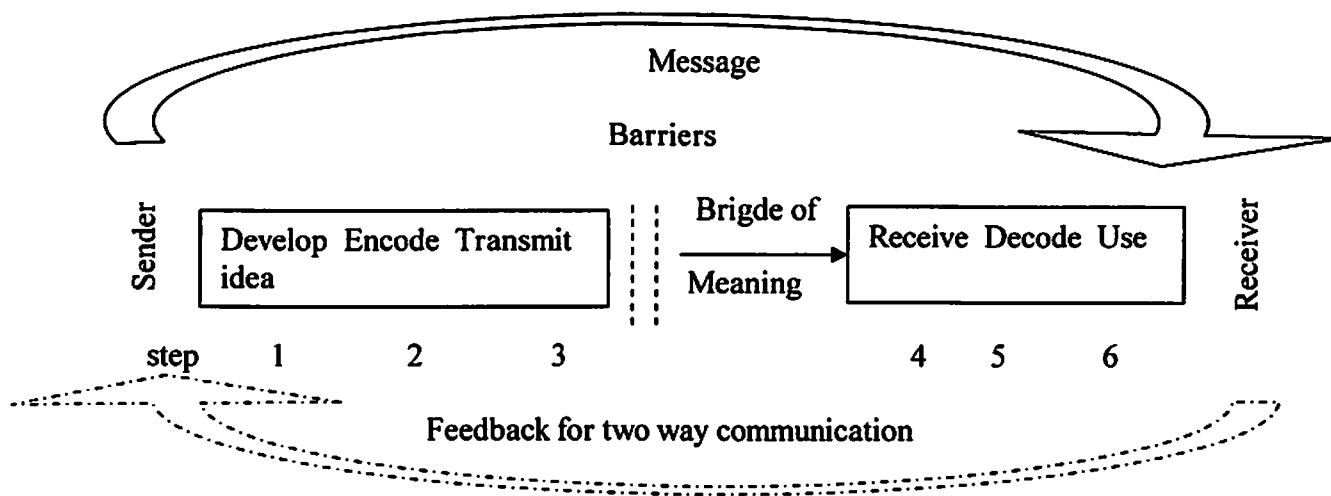 Message
Barriers
Sender
Develop Encode Transmit
idea
Brigde of
Meaning
Receive Decode Use
Receiver
step 1 2 3 4 5 6
Feedback for two way communication